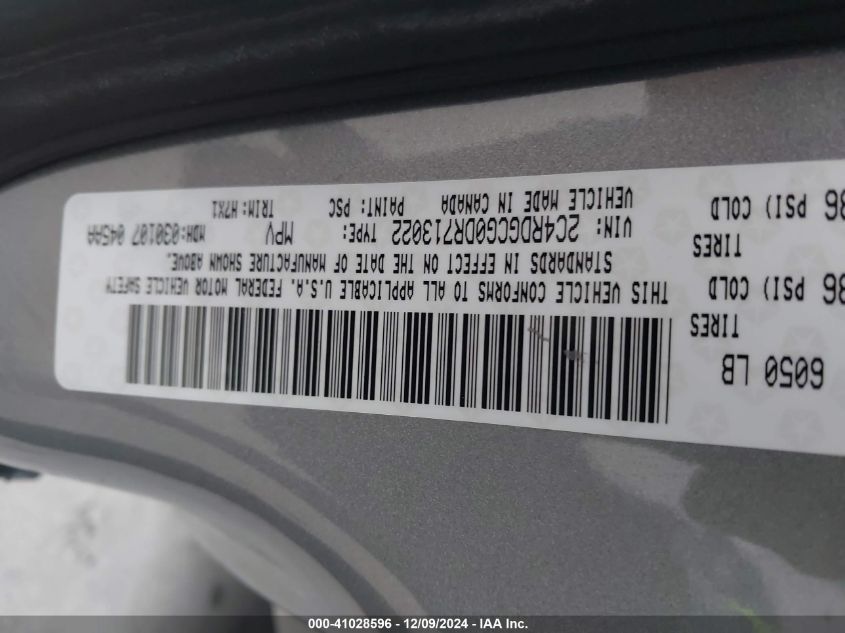 6050 LB
TIRES
PSI) COLD
TIRES
PSI) COLD
THIS VEHICLE CONFORMS TO ALL APPLICABLE U.S.A. FEDERAL MOTOR VEHICLE SAFETY
STANDARDS IN EFFECT ON THE DATE OF MANUFACTURE SHOWN ABOVE.
VIN: 2C4RDGCG0DR713022 TYPE: MPV MDH:030107 045AA
VEHICLE MADE IN CANADA PAINT: PSC TRIM: H7X1
000-41028596 - 12/09/2024 - IAA Inc.